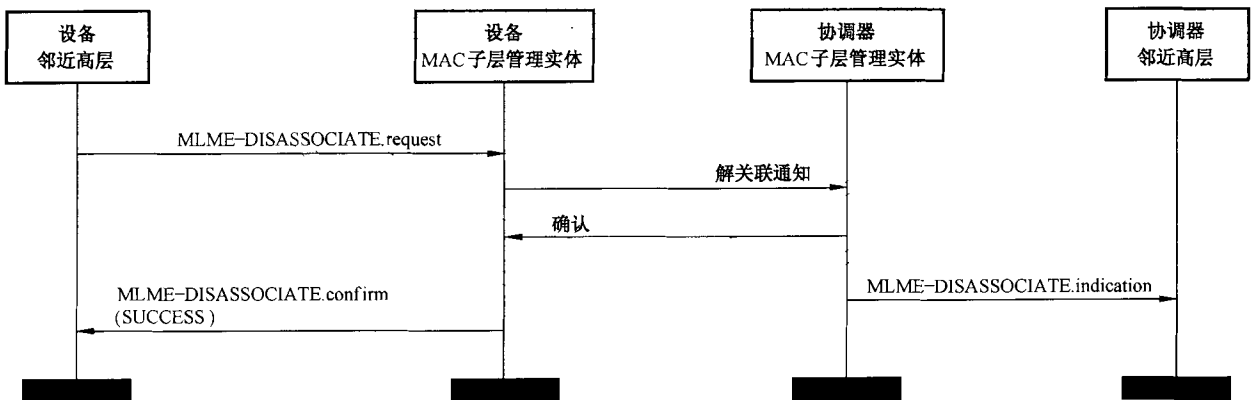 设备
邻近高层
设备
MAC子层管理实体
协调器
MAC子层管理实体
协调器
邻近高层
MLME-DISASSOCIATE.request
解关联通知
确认
MLME-DISASSOCIATE.indication
MLME-DISASSOCIATE.confirm
(SUCCESS)